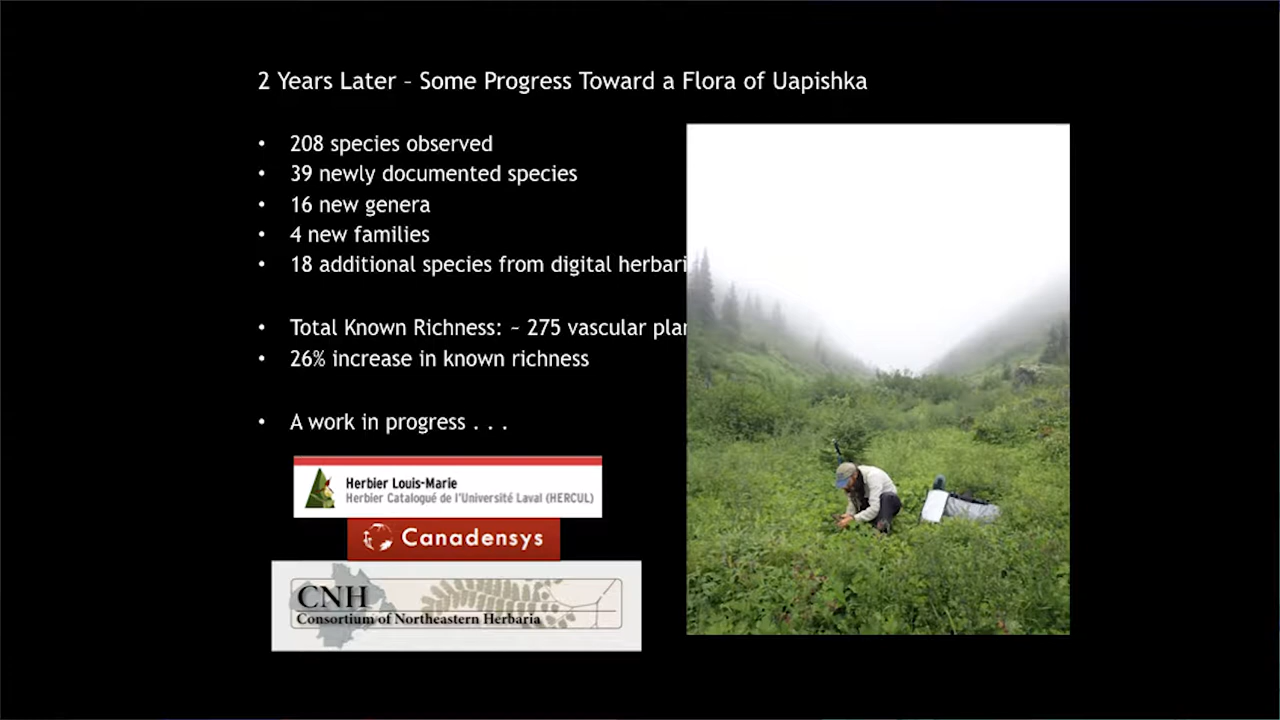 2 Years Later – Some Progress Toward a Flora of Uapishka
• 208 species observed
• 39 newly documented species
• 16 new genera
• 4 new families
• 18 additional species from digital herbari
• Total Known Richness: ~ 275 vascular plan
• 26% increase in known richness
• A work in progress . . .
Herbier Louis-Marie
Herbier Catalogué de l'Université Laval (HERCUL)
Canadensys
CNH
Consortium of Northeastern Herbaria